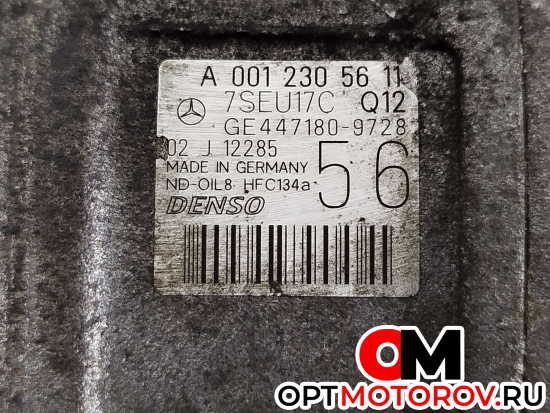 A 001 230 56 11
7SEU17C Q12
GE447180-9728
02 J 12285
MADE IN GERMANY
ND-OIL8 HFC134a
56
DENSO
OM
OPTMOTOROV.RU